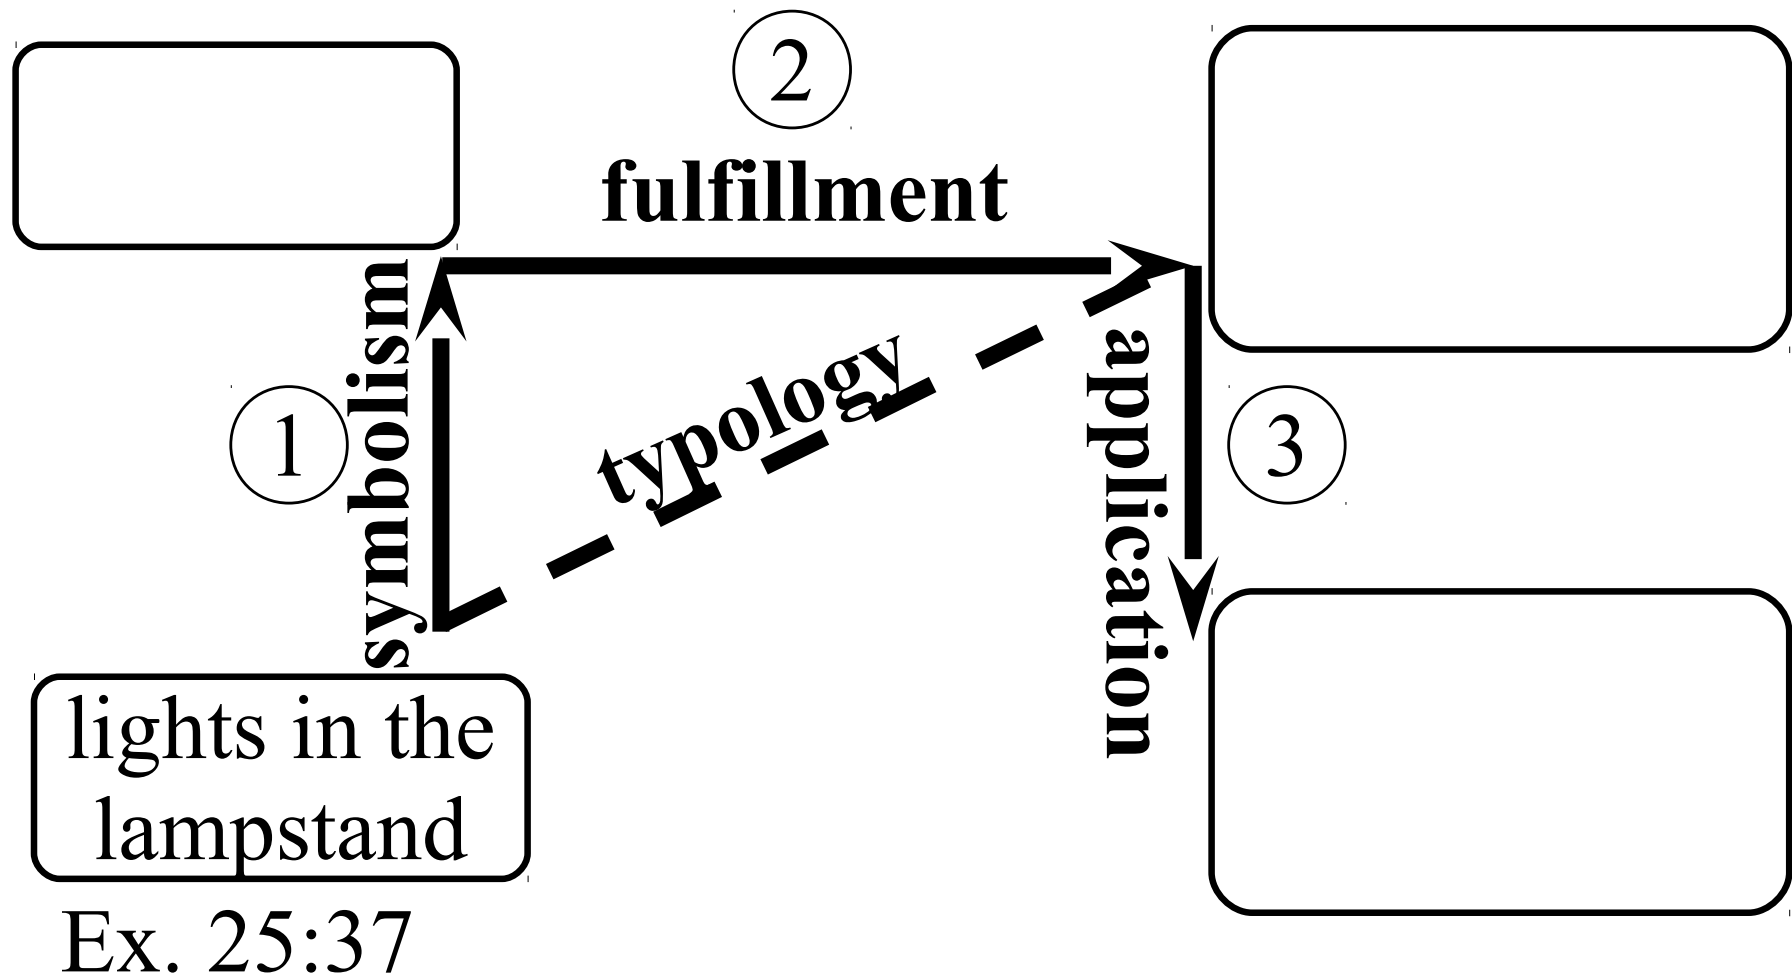 2
fulfillment
symbolism
1
typology
application
3
lights in the
lampstand
Ex. 25:37